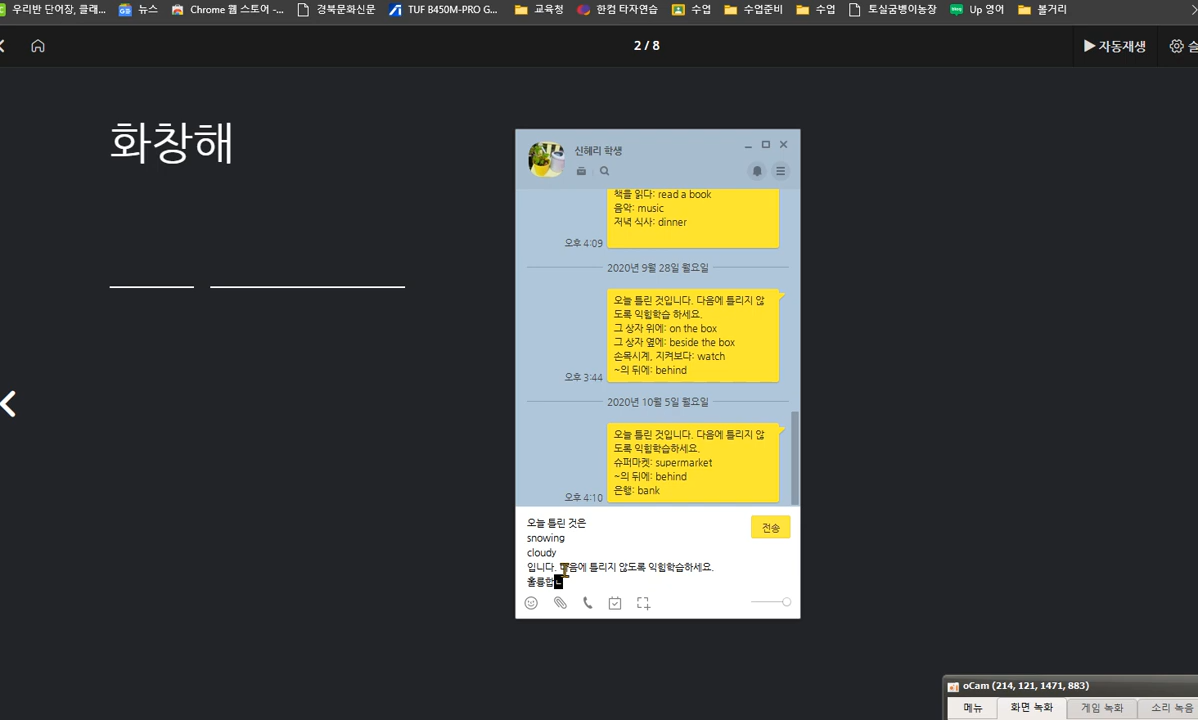 우리반 단어장, 클래... 뉴스 Chrome 웹 스토어 -... 경북문화신문 TUF B450M-PRO G... 교육청 한컴 타자연습 수업 수업준비 수업 토실굼벵이농장 Up 영어 볼거리
2 / 8
자동재생
화창해
신혜리 학생
책을 읽다: read a book
음악: music
저녁 식사: dinner
오후 4:09
2020년 9월 28일 월요일
오늘 틀린 것입니다. 다음에 틀리지 않
도록 익힘학습 하세요.
그 상자 위에: on the box
그 상자 옆에: beside the box
손목시계, 지켜보다: watch
~의 뒤에: behind
오후 3:44
2020년 10월 5일 월요일
오늘 틀린 것입니다. 다음에 틀리지 않
도록 익힘학습하세요.
슈퍼마켓: supermarket
~의 뒤에: behind
은행: bank
오후 4:10
오늘 틀린 것은
snowing
cloudy
입니다. 다음에 틀리지 않도록 익힘학습하세요.
훌륭합ㄴ
전송
oCam (214, 121, 1471, 883)
메뉴 화면 녹화 게임 녹화 소리 녹음